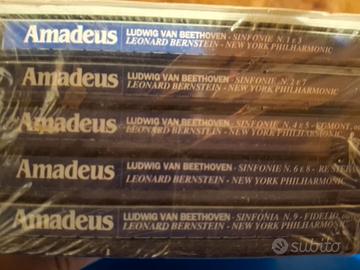 Amadeus LUDWIG VAN BEETHOVEN - SINFONIE N. 1 E 3
LEONARD BERNSTEIN - NEW YORK PHILHARMONIC
Amadeus LUDWIG VAN BEETHOVEN - SINFONIE N. 2 E 7
LEONARD BERNSTEIN - NEW YORK PHILHARMONIC
Amadeus LUDWIG VAN BEETHOVEN - SINFONIE N. 4 E 5 - EGMONT
LEONARD BERNSTEIN - NEW YORK PHILHARMONIC
Amadeus LUDWIG VAN BEETHOVEN - SINFONIE N. 6 E 8 - RE STEFANO
LEONARD BERNSTEIN - NEW YORK PHILHARMONIC
Amadeus LUDWIG VAN BEETHOVEN - SINFONIA N. 9 - FIDELIO
LEONARD BERNSTEIN - NEW YORK PHILHARMONIC
subito